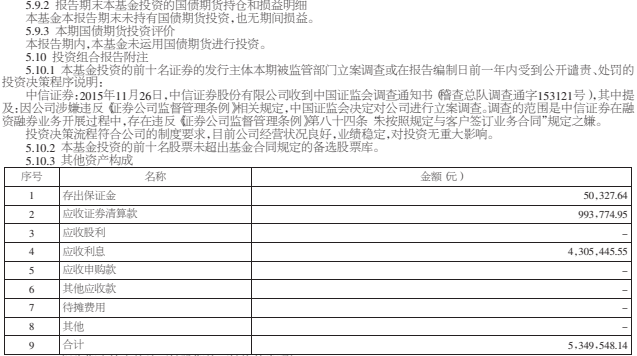 5.9.2 报告期末本基金投资的国债期货持仓和损益明细
本基金本报告期末未持有国债期货投资,也无期间损益。
5.9.3 本期国债期货投资评价
本报告期内,本基金未运用国债期货进行投资。
5.10 投资组合报告附注
5.10.1 本基金投资的前十名证券的发行主体本期被监管部门立案调查或在报告编制日前一年内受到公开谴责、处罚的
投资决策程序说明:
中信证券:2015年11月26日,中信证券股份有限公司收到中国证监会调查通知书(稽查总队调查通字153121号),其中提
及:因公司涉嫌违反《证券公司监督管理条例》相关规定,中国证监会决定对公司进行立案调查。调查的范围是中信证券在融
资融券业务开展过程中,存在违反《证券公司监督管理条例》第八十四条“未按照规定与客户签订业务合同”规定之嫌。
投资决策流程符合公司的制度要求,目前公司经营状况良好,业绩稳定,对投资无重大影响。
5.10.2 本基金投资的前十名股票未超出基金合同规定的备选股票库。
5.10.3 其他资产构成
序号 名称 金额(元)
1 存出保证金 50,327.64
2 应收证券清算款 993,774.95
3 应收股利 –
4 应收利息 4,305,445.55
5 应收申购款 –
6 其他应收款 –
7 待摊费用 –
8 其他 –
9 合计 5,349,548.14